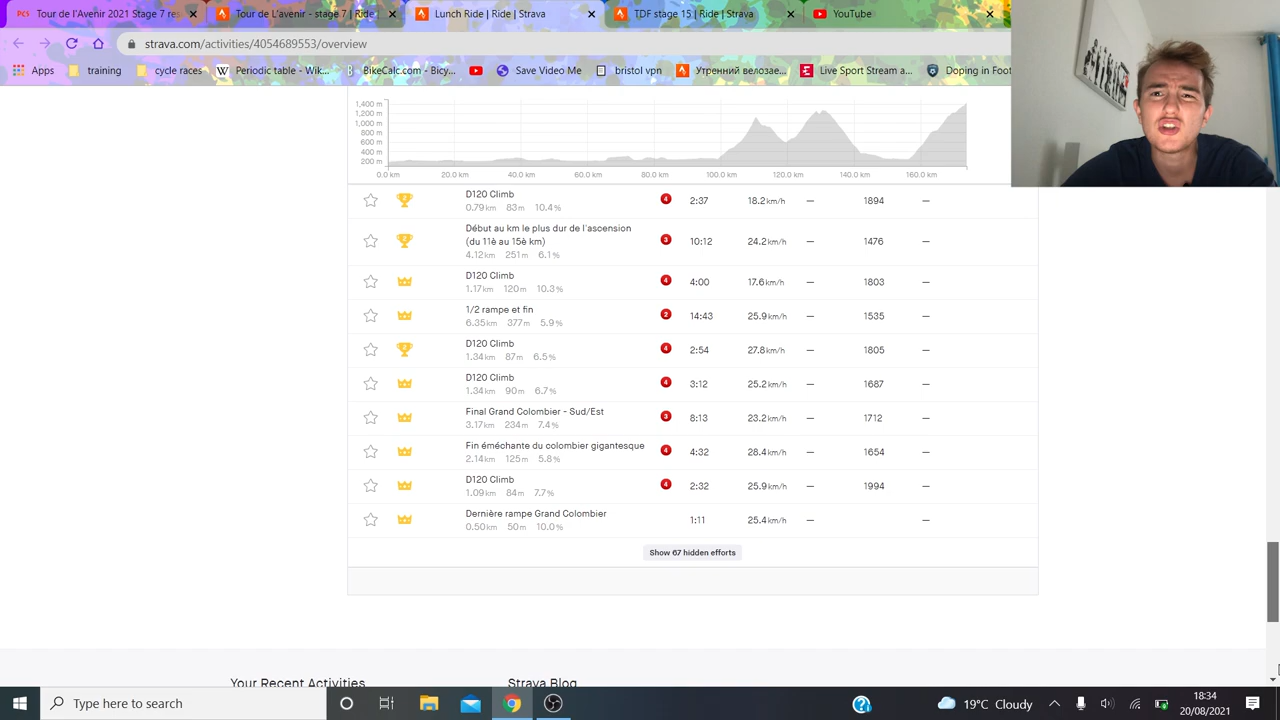 PCS Tour de l'Avenir 2021 Stage 7 res
Tour de L'avenir - stage 7 | Ride |
Lunch Ride | Ride | Strava
TDF stage 15 | Ride | Strava
YouTube
strava.com/activities/4054689553/overview
Apps
training
cycle races
W Periodic table - Wik...
BikeCalc.com - Bicy...
Save Video Me
bristol vpn
Утренний велозае...
Live Sport Stream a...
Doping in Foot
1,400 m
1,200 m
1,000 m
800 m
600 m
400 m
200 m
0.0 km 20.0 km 40.0 km 60.0 km 80.0 km 100.0 km 120.0 km 140.0 km 160.0 km
D120 Climb
0.79 km 83 m 10.4 %
4 2:37 18.2 km/h — 1894 —
Début au km le plus dur de l'ascension
(du 11è au 15è km)
4.12 km 251 m 6.1 %
3 10:12 24.2 km/h — 1476 —
D120 Climb
1.17 km 120 m 10.3 %
4 4:00 17.6 km/h — 1803 —
1/2 rampe et fin
6.35 km 377 m 5.9 %
2 14:43 25.9 km/h — 1535 —
D120 Climb
1.34 km 87 m 6.5 %
4 2:54 27.8 km/h — 1805 —
D120 Climb
1.34 km 90 m 6.7 %
4 3:12 25.2 km/h — 1687 —
Final Grand Colombier - Sud/Est
3.17 km 234 m 7.4 %
3 8:13 23.2 km/h — 1712 —
Fin éméchante du colombier gigantesque
2.14 km 125 m 5.8 %
4 4:32 28.4 km/h — 1654 —
D120 Climb
1.09 km 84 m 7.7 %
4 2:32 25.9 km/h — 1994 —
Dernière rampe Grand Colombier
0.50 km 50 m 10.0 %
1:11 25.4 km/h — —
Show 67 hidden efforts
Your Recent Activities
Strava Blog
Type here to search
19°C Cloudy
18:34
20/08/2021